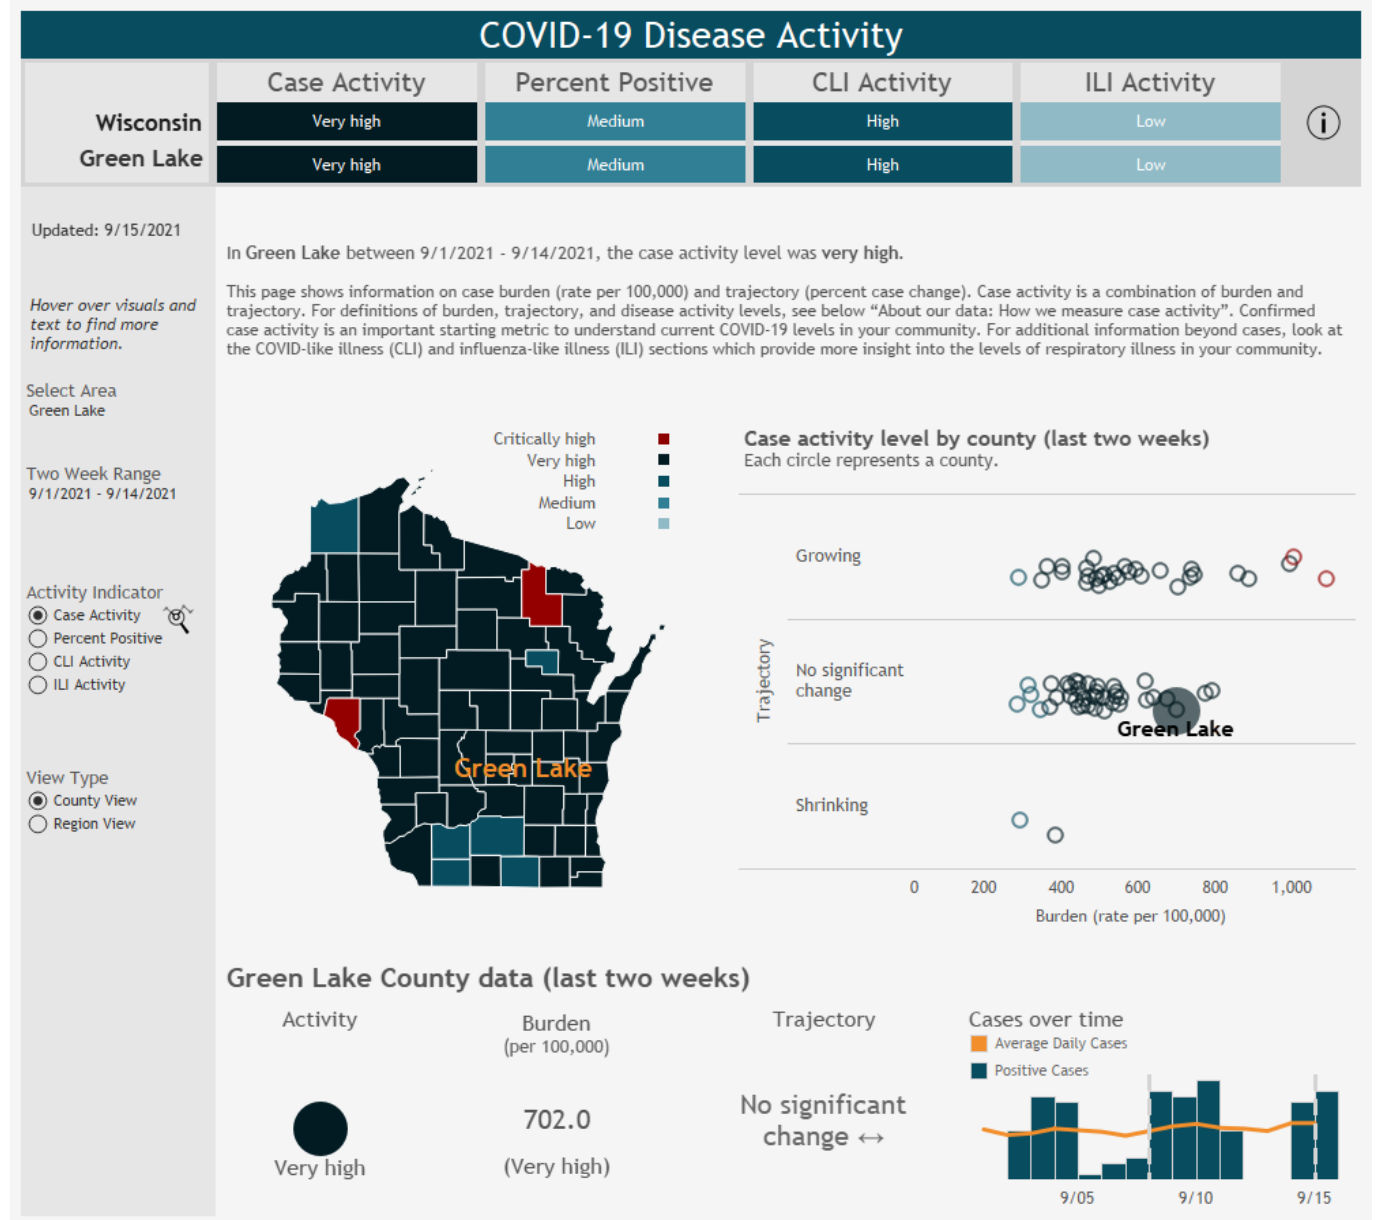 COVID-19 Disease Activity
Case Activity Percent Positive CLI Activity ILI Activity
Wisconsin Very high Medium High Low
Green Lake Very high Medium High Low
Updated: 9/15/2021
In Green Lake between 9/1/2021 - 9/14/2021, the case activity level was very high.
Hover over visuals and
text to find more
information.
This page shows information on case burden (rate per 100,000) and trajectory (percent case change). Case activity is a combination of burden and
trajectory. For definitions of burden, trajectory, and disease activity levels, see below “About our data: How we measure case activity”. Confirmed
case activity is an important starting metric to understand current COVID-19 levels in your community. For additional information beyond cases, look at
the COVID-like illness (CLI) and influenza-like illness (ILI) sections which provide more insight into the levels of respiratory illness in your community.
Select Area
Green Lake
Two Week Range
9/1/2021 - 9/14/2021
Activity Indicator
Case Activity
Percent Positive
CLI Activity
ILI Activity
View Type
County View
Region View
Critically high
Very high
High
Medium
Low
Green Lake
Case activity level by county (last two weeks)
Each circle represents a county.
Trajectory
Growing
No significant
change
Green Lake
Shrinking
0 200 400 600 800 1,000
Burden (rate per 100,000)
Green Lake County data (last two weeks)
Activity
Very high
Burden
(per 100,000)
702.0
(Very high)
Trajectory
No significant
change ↔
Cases over time
Average Daily Cases
Positive Cases
9/05 9/10 9/15